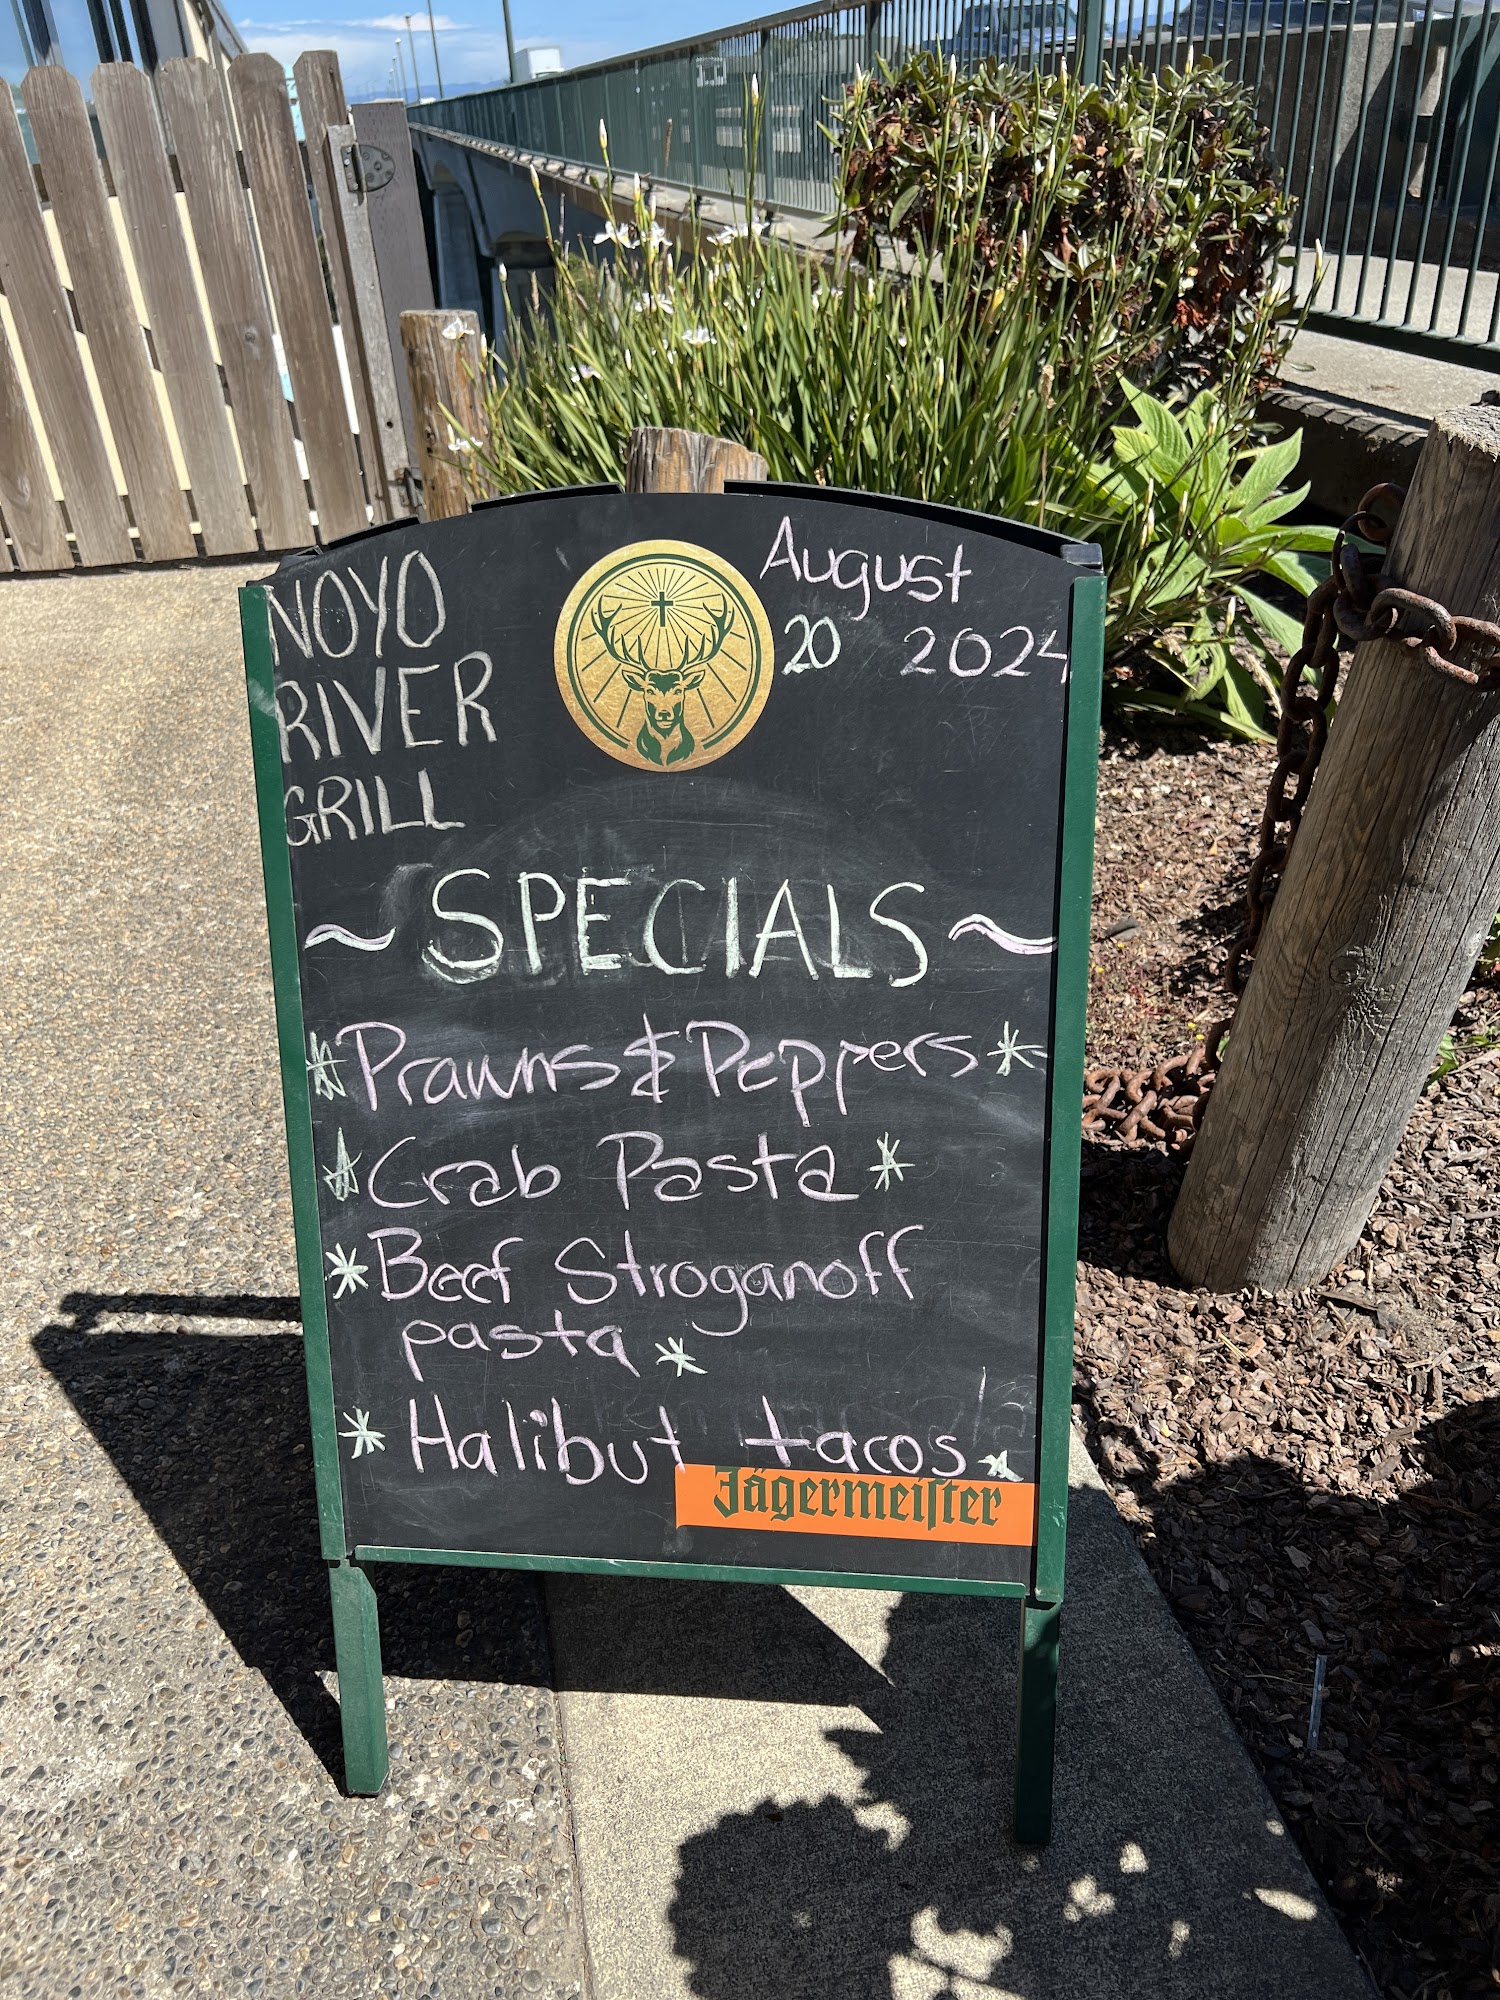 NOYO
RIVER
GRILL
August
20 2024
~ SPECIALS ~
* Prawns & Peppers *
* Crab Pasta *
* Beef Stroganoff
pasta *
* Halibut tacos *
Jägermeister